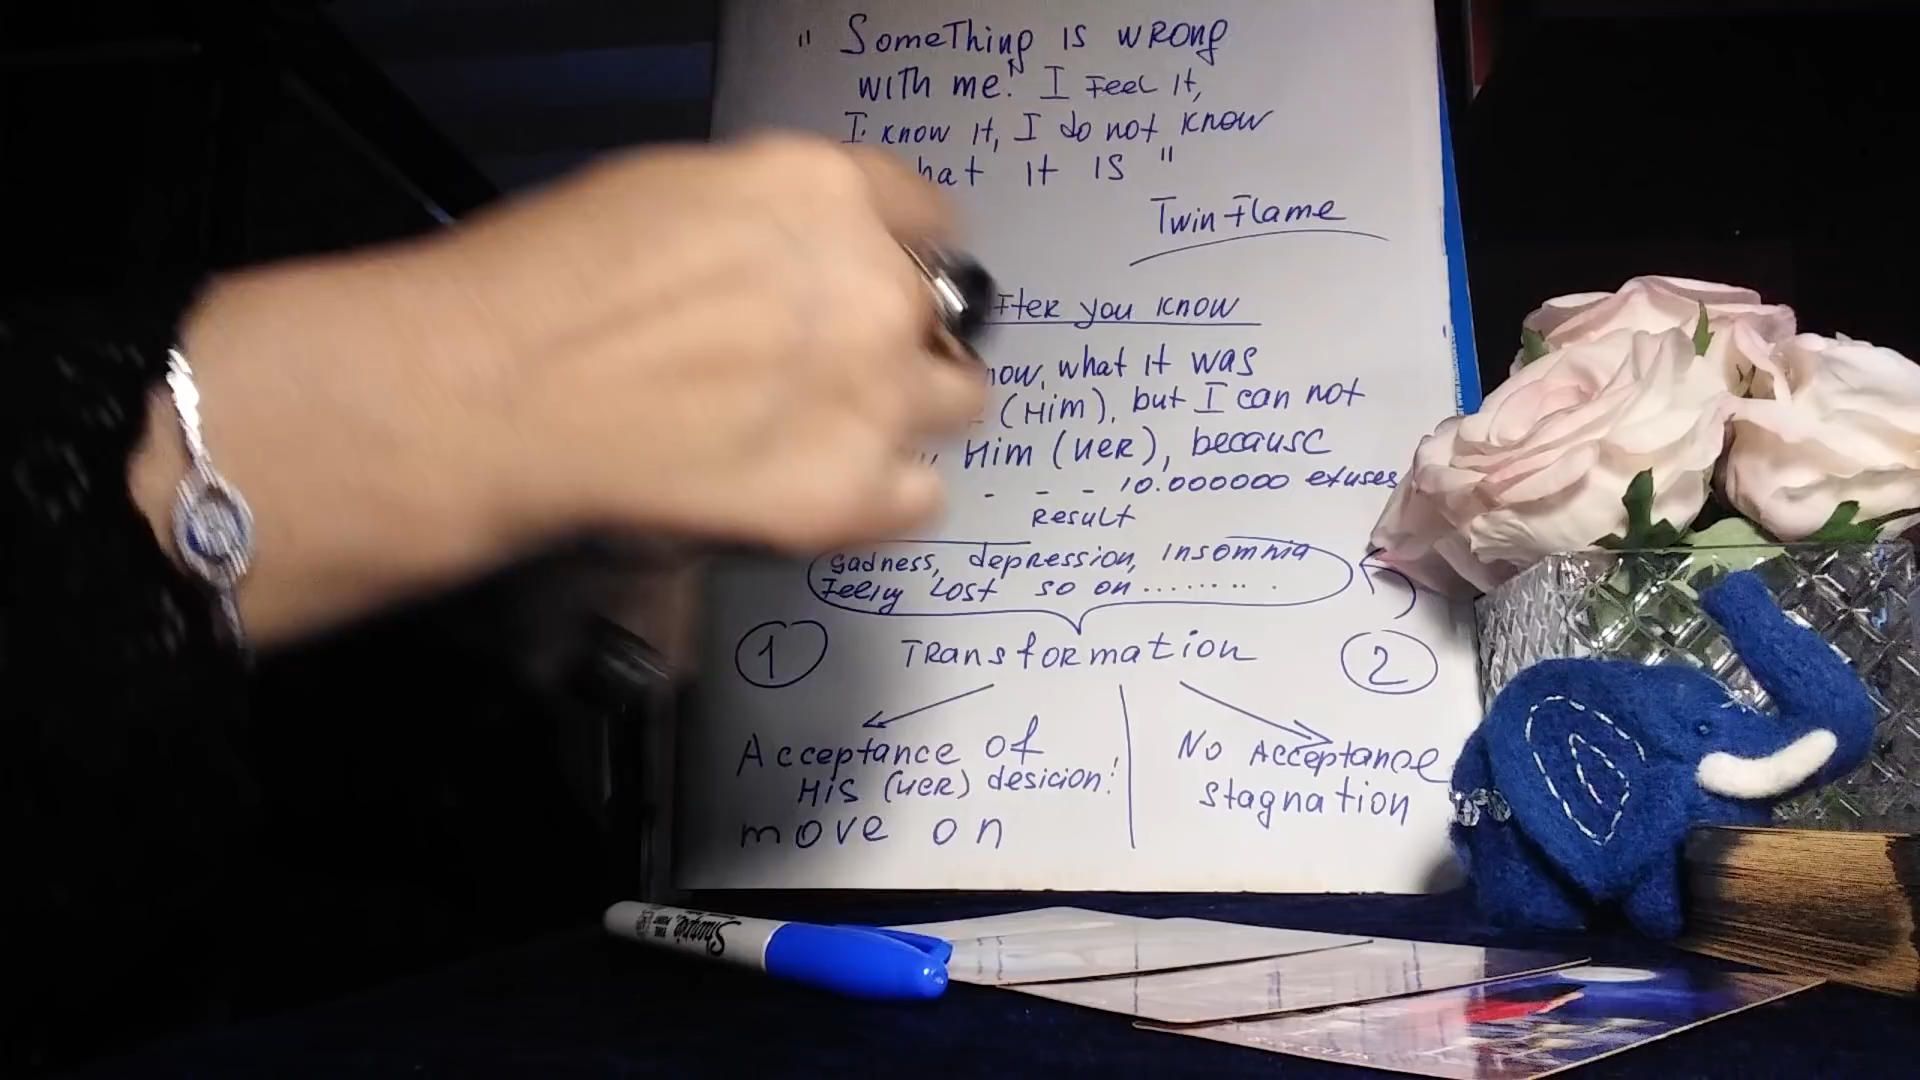 " Something is wrong
with me." I feel it,
I know it, I do not know
hat it is "
Twin Flame
fter you know
now, what it was
(Him), but I can not
Him (Her), because
- - - 10.000000 exuses
Result
sadness, depression, insomnia
Feeling Lost so on .........
1 Transformation 2
Acceptance of
His (Her) desicion!
move on
No Acceptance
stagnation
Sharpie